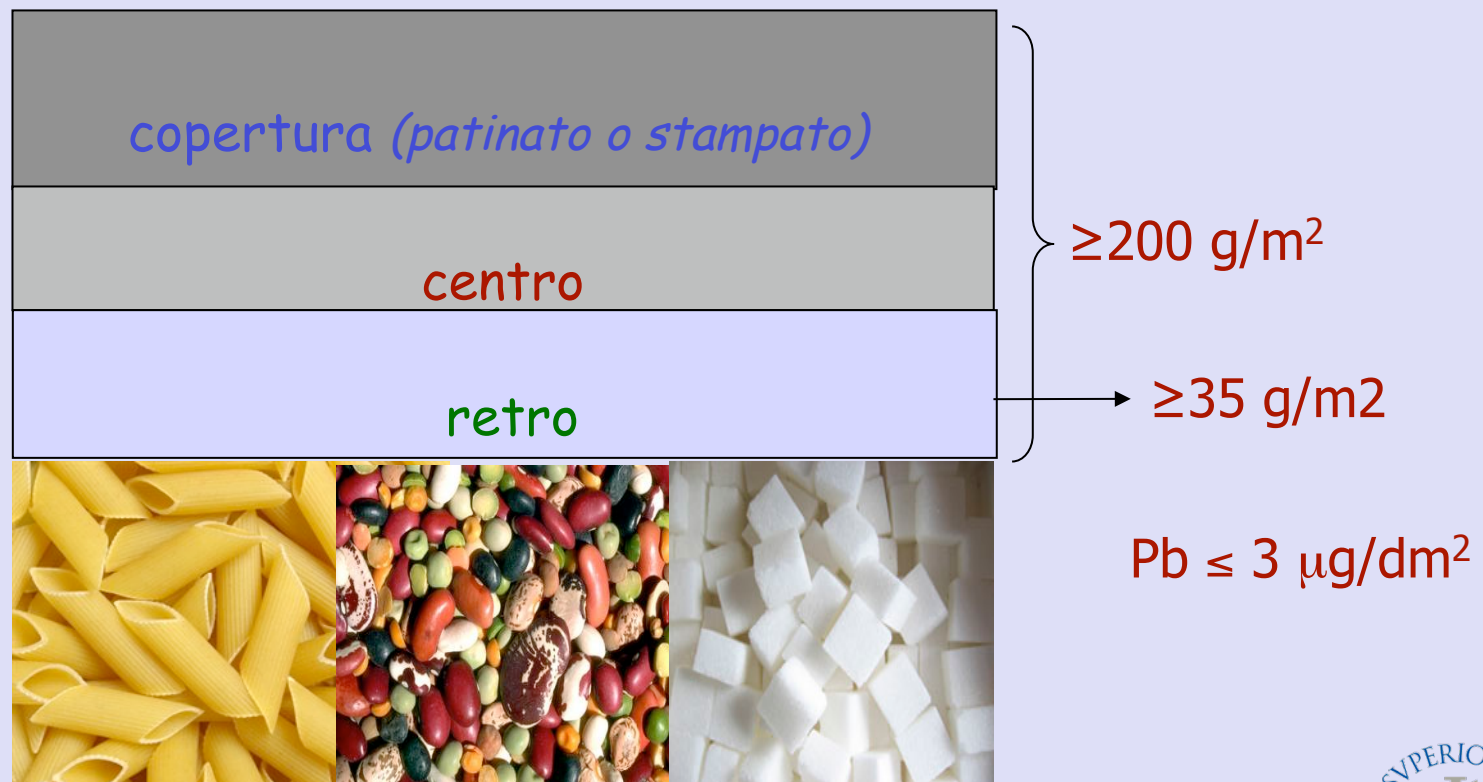 copertura (patinato o stampato)
≥200 g/m²
centro
≥35 g/m2
retro
Pb ≤ 3 μg/dm²